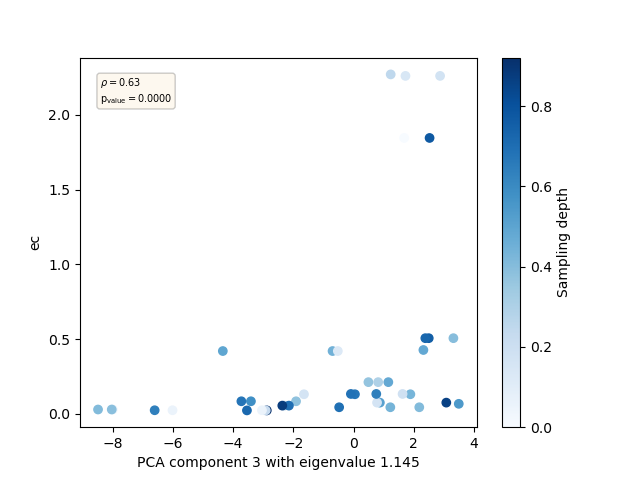 ρ = 0.63
pvalue = 0.0000
2.0
1.5
1.0
0.5
0.0
ec
−8 −6 −4 −2 0 2 4
PCA component 3 with eigenvalue 1.145
0.8
0.6
0.4
0.2
0.0
Sampling depth